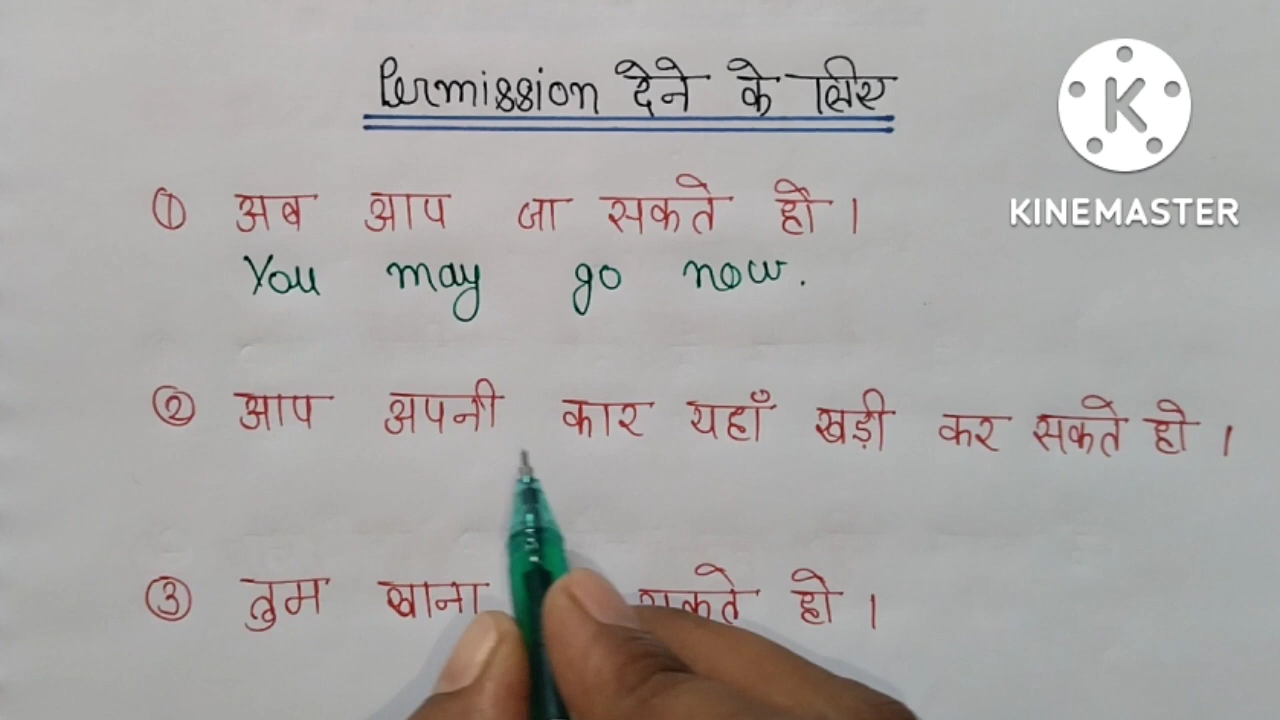 Permission देने के लिए
① अब आप जा सकते हो।
You may go now.
② आप अपनी कार यहाँ खड़ी कर सकते हो।
③ तुम खाना सकते हो।
K
KINEMASTER